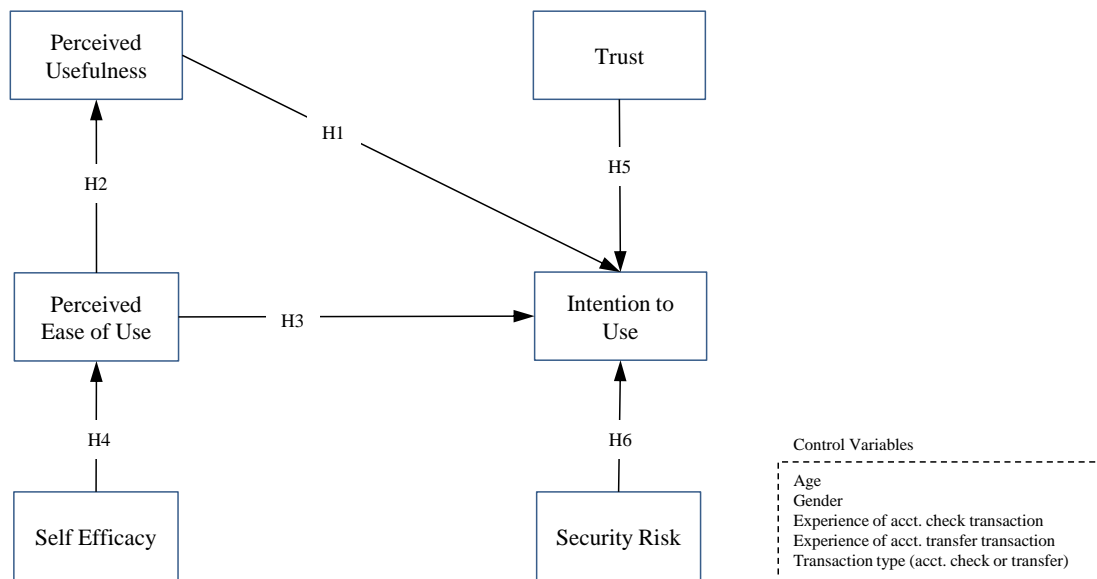 Perceived
Usefulness
Trust
H1
H5
H2
Perceived
Ease of Use
H3
Intention to
Use
H4
H6
Self Efficacy
Security Risk
Control Variables
Age
Gender
Experience of acct. check transaction
Experience of acct. transfer transaction
Transaction type (acct. check or transfer)